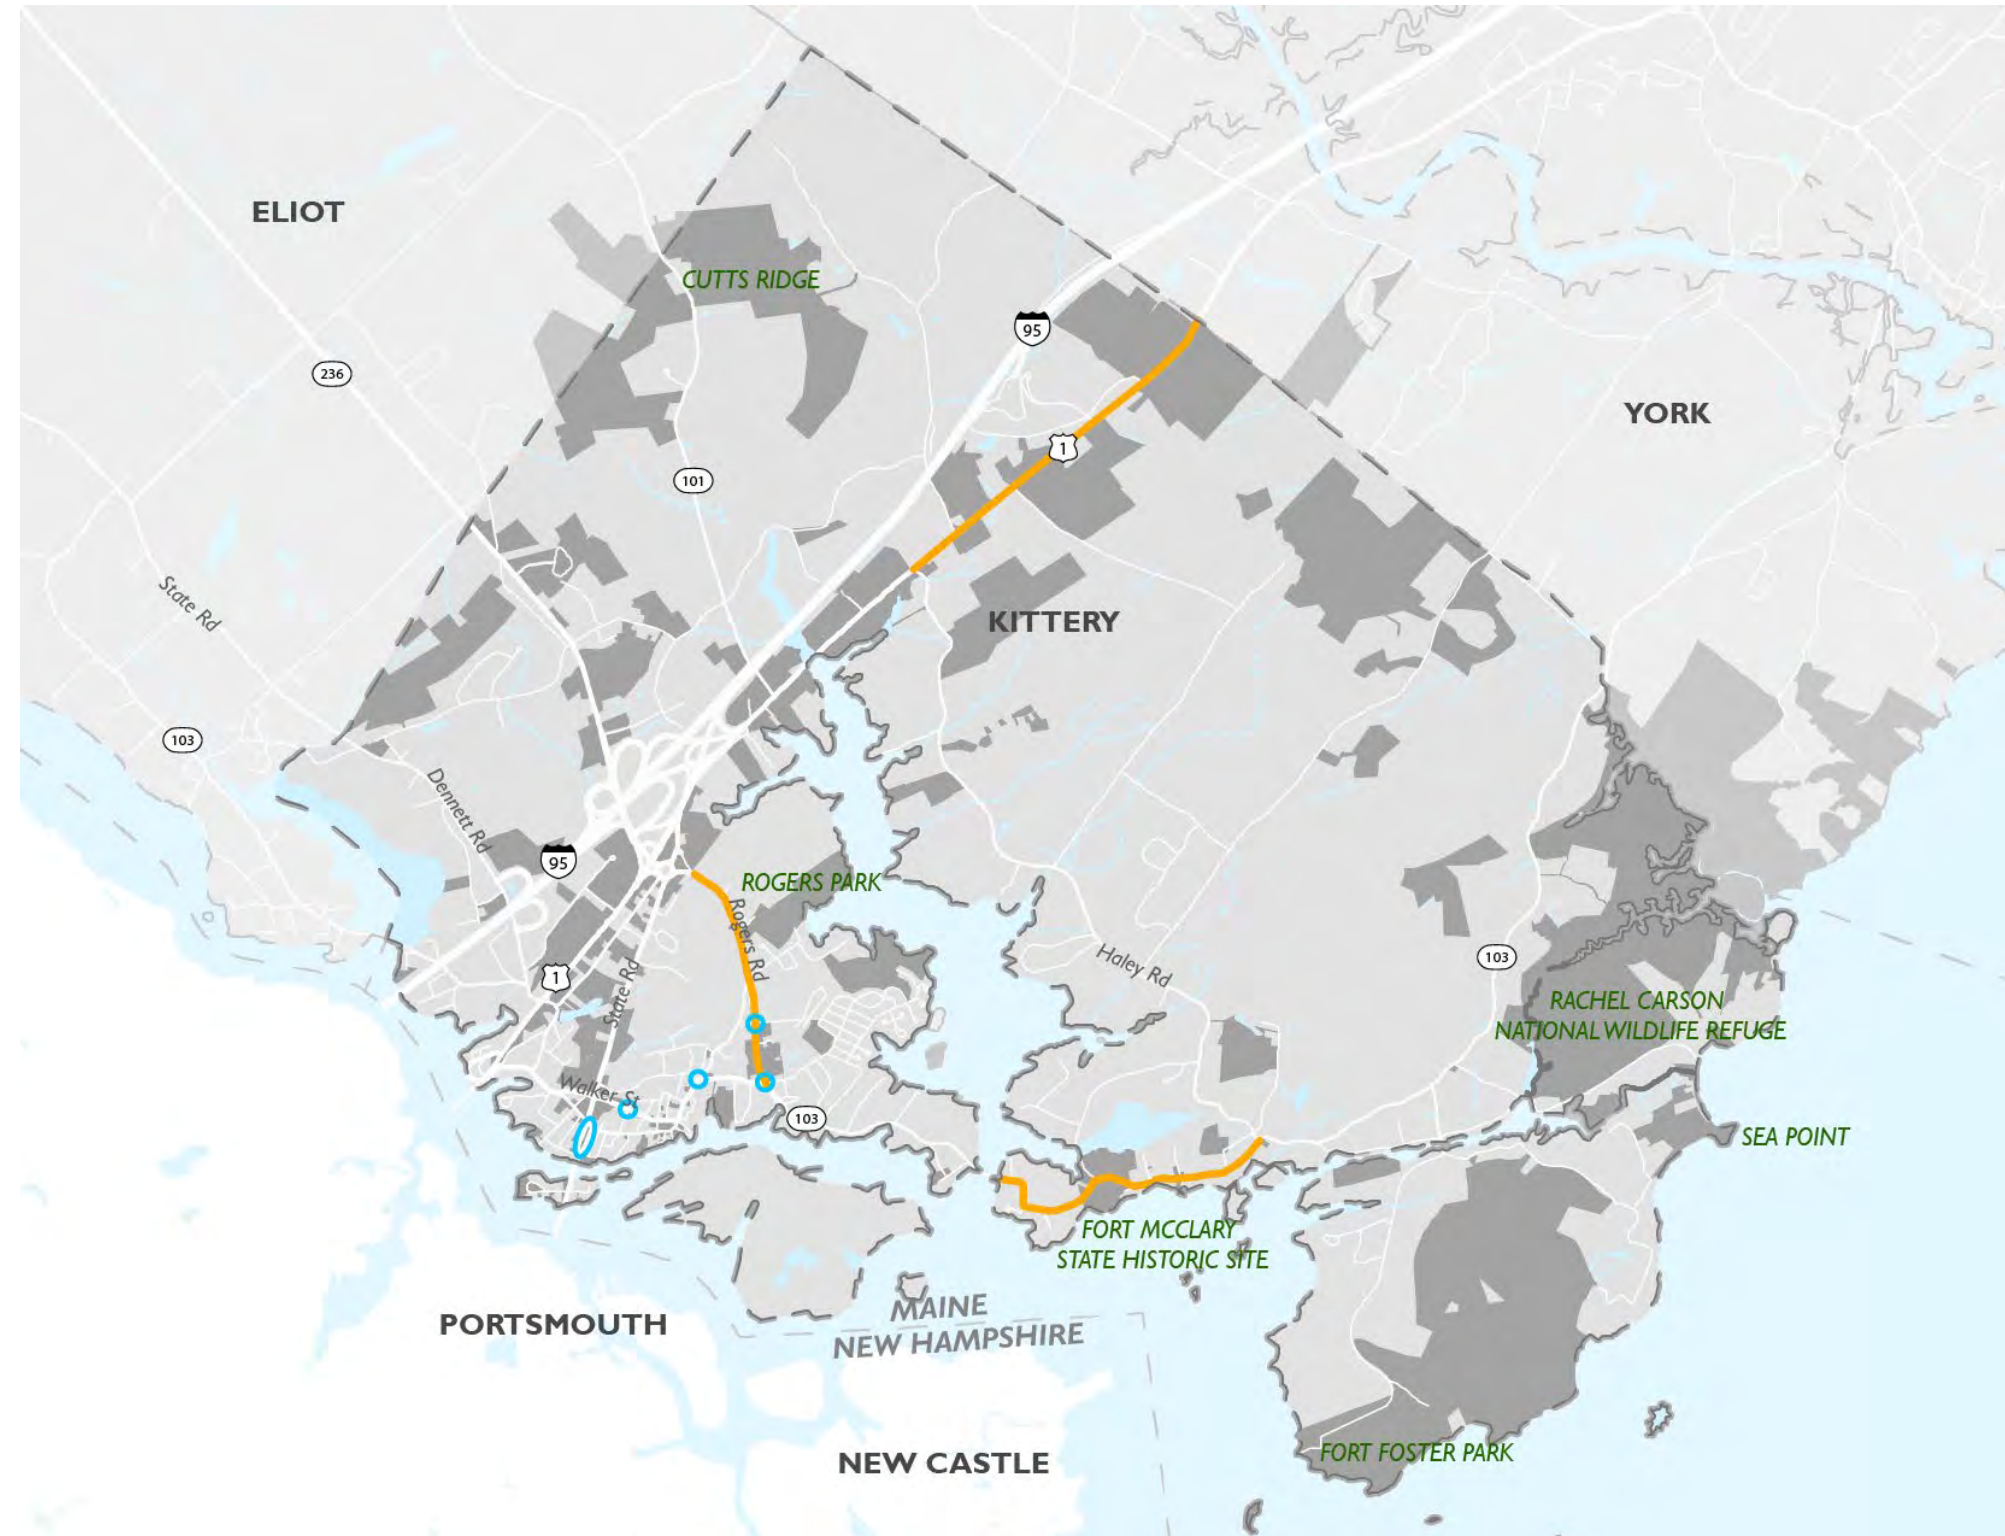 ELIOT
CUTTS RIDGE
95
236
YORK
1
101
State Rd
KITTERY
103
Dennett Rd
95
ROGERS PARK
Rogers Rd
Haley Rd
103
1
State Rd
RACHEL CARSON
NATIONAL WILDLIFE REFUGE
Walker St
103
SEA POINT
FORT MCCLARY
STATE HISTORIC SITE
MAINE
NEW HAMPSHIRE
PORTSMOUTH
FORT FOSTER PARK
NEW CASTLE